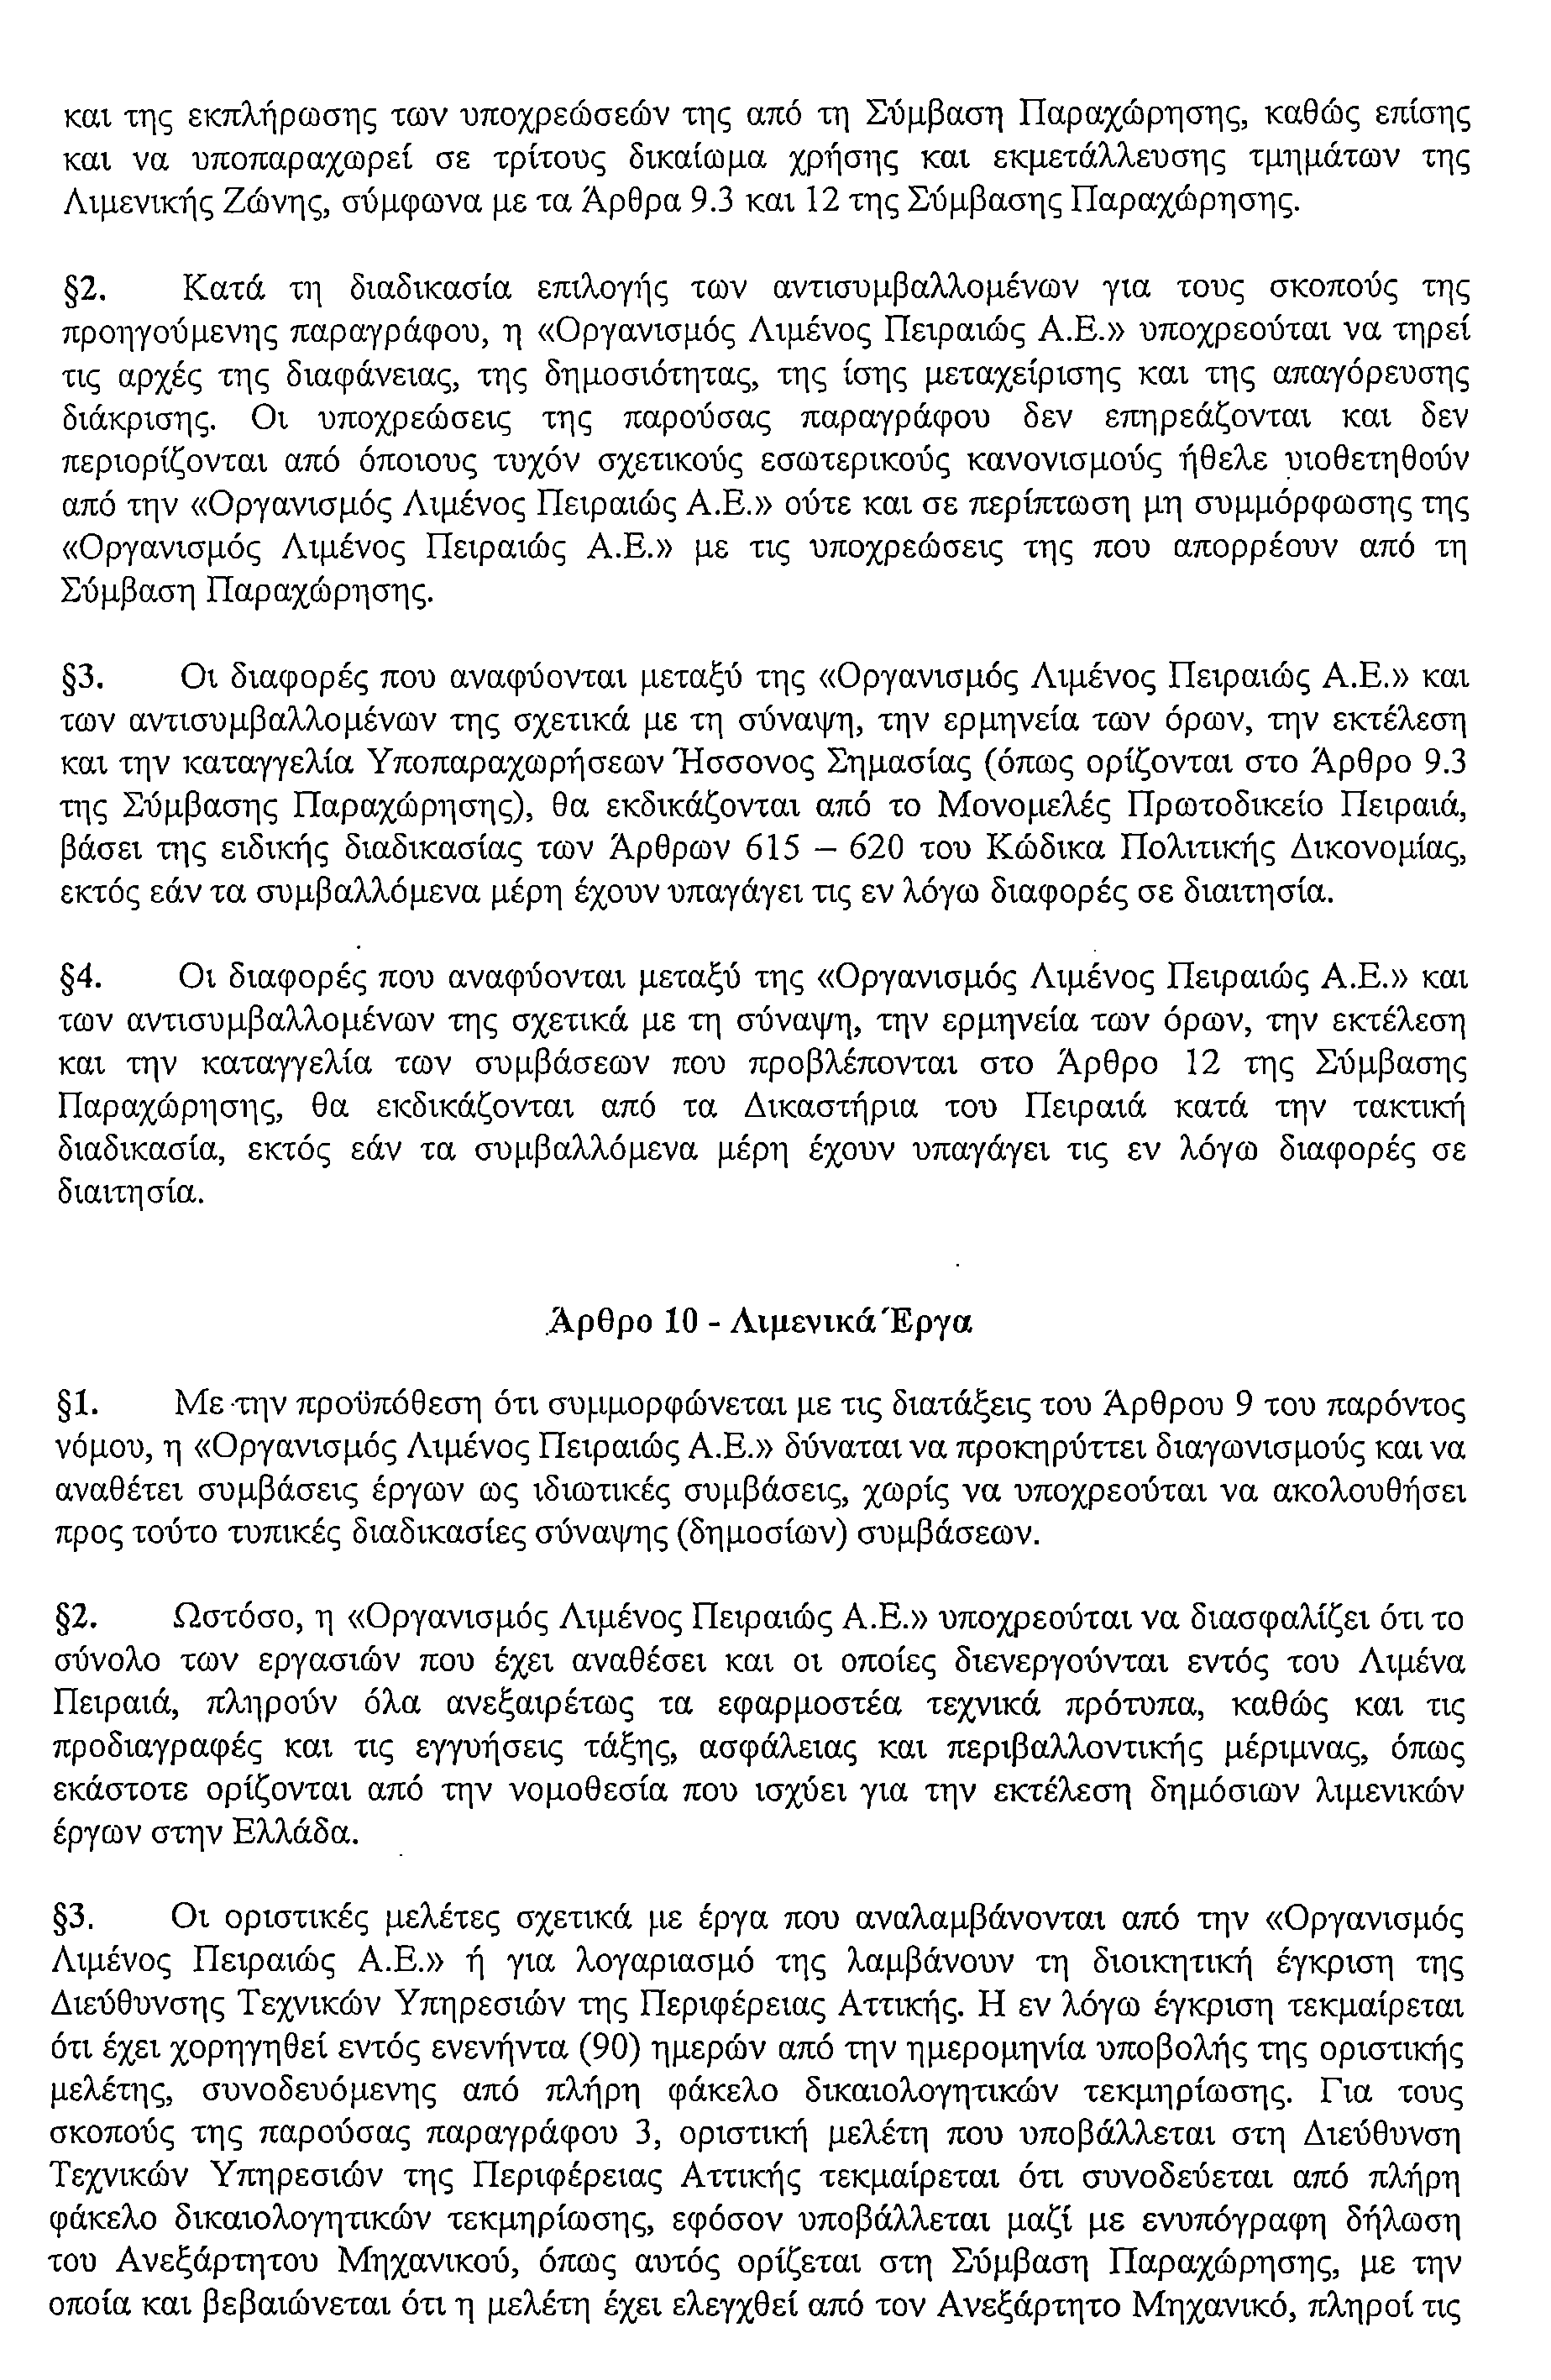 και της εκπλήρωσης των υποχρεώσεών της από τη Σύμβαση Παραχώρησης, καθώς επίσης
και να υποπαραχωρεί σε τρίτους δικαίωμα χρήσης και εκμετάλλευσης τμημάτων της
Λιμενικής Ζώνης, σύμφωνα με τα Άρθρα 9.3 και 12 της Σύμβασης Παραχώρησης.
§2. Κατά τη διαδικασία επιλογής των αντισυμβαλλομένων για τους σκοπούς της
προηγούμενης παραγράφου, η «Οργανισμός Λιμένος Πειραιώς Α.Ε.» υποχρεούται να τηρεί
τις αρχές της διαφάνειας, της δημοσιότητας, της ίσης μεταχείρισης και της απαγόρευσης
διάκρισης. Οι υποχρεώσεις της παρούσας παραγράφου δεν επηρεάζονται και δεν
περιορίζονται από όποιους τυχόν σχετικούς εσωτερικούς κανονισμούς ήθελε υιοθετηθούν
από την «Οργανισμός Λιμένος Πειραιώς Α.Ε.» ούτε και σε περίπτωση μη συμμόρφωσης της
«Οργανισμός Λιμένος Πειραιώς Α.Ε.» με τις υποχρεώσεις της που απορρέουν από τη
Σύμβαση Παραχώρησης.
§3. Οι διαφορές που αναφύονται μεταξύ της «Οργανισμός Λιμένος Πειραιώς Α.Ε.» και
των αντισυμβαλλομένων της σχετικά με τη σύναψη, την ερμηνεία των όρων, την εκτέλεση
και την καταγγελία Υποπαραχωρήσεων Ήσσονος Σημασίας (όπως ορίζονται στο Άρθρο 9.3
της Σύμβασης Παραχώρησης), θα εκδικάζονται από το Μονομελές Πρωτοδικείο Πειραιά,
βάσει της ειδικής διαδικασίας των Άρθρων 615 – 620 του Κώδικα Πολιτικής Δικονομίας,
εκτός εάν τα συμβαλλόμενα μέρη έχουν υπαγάγει τις εν λόγω διαφορές σε διαιτησία.
§4. Οι διαφορές που αναφύονται μεταξύ της «Οργανισμός Λιμένος Πειραιώς Α.Ε.» και
των αντισυμβαλλομένων της σχετικά με τη σύναψη, την ερμηνεία των όρων, την εκτέλεση
και την καταγγελία των συμβάσεων που προβλέπονται στο Άρθρο 12 της Σύμβασης
Παραχώρησης, θα εκδικάζονται από τα Δικαστήρια του Πειραιά κατά την τακτική
διαδικασία, εκτός εάν τα συμβαλλόμενα μέρη έχουν υπαγάγει τις εν λόγω διαφορές σε
διαιτησία.
Άρθρο 10 - Λιμενικά Έργα
§1. Με την προϋπόθεση ότι συμμορφώνεται με τις διατάξεις του Άρθρου 9 του παρόντος
νόμου, η «Οργανισμός Λιμένος Πειραιώς Α.Ε.» δύναται να προκηρύττει διαγωνισμούς και να
αναθέτει συμβάσεις έργων ως ιδιωτικές συμβάσεις, χωρίς να υποχρεούται να ακολουθήσει
προς τούτο τυπικές διαδικασίες σύναψης (δημοσίων) συμβάσεων.
§2. Ωστόσο, η «Οργανισμός Λιμένος Πειραιώς Α.Ε.» υποχρεούται να διασφαλίζει ότι το
σύνολο των εργασιών που έχει αναθέσει και οι οποίες διενεργούνται εντός του Λιμένα
Πειραιά, πληρούν όλα ανεξαιρέτως τα εφαρμοστέα τεχνικά πρότυπα, καθώς και τις
προδιαγραφές και τις εγγυήσεις τάξης, ασφάλειας και περιβαλλοντικής μέριμνας, όπως
εκάστοτε ορίζονται από την νομοθεσία που ισχύει για την εκτέλεση δημόσιων λιμενικών
έργων στην Ελλάδα.
§3. Οι οριστικές μελέτες σχετικά με έργα που αναλαμβάνονται από την «Οργανισμός
Λιμένος Πειραιώς Α.Ε.» ή για λογαριασμό της λαμβάνουν τη διοικητική έγκριση της
Διεύθυνσης Τεχνικών Υπηρεσιών της Περιφέρειας Αττικής. Η εν λόγω έγκριση τεκμαίρεται
ότι έχει χορηγηθεί εντός ενενήντα (90) ημερών από την ημερομηνία υποβολής της οριστικής
μελέτης, συνοδευόμενης από πλήρη φάκελο δικαιολογητικών τεκμηρίωσης. Για τους
σκοπούς της παρούσας παραγράφου 3, οριστική μελέτη που υποβάλλεται στη Διεύθυνση
Τεχνικών Υπηρεσιών της Περιφέρειας Αττικής τεκμαίρεται ότι συνοδεύεται από πλήρη
φάκελο δικαιολογητικών τεκμηρίωσης, εφόσον υποβάλλεται μαζί με ενυπόγραφη δήλωση
του Ανεξάρτητου Μηχανικού, όπως αυτός ορίζεται στη Σύμβαση Παραχώρησης, με την
οποία και βεβαιώνεται ότι η μελέτη έχει ελεγχθεί από τον Ανεξάρτητο Μηχανικό, πληροί τις